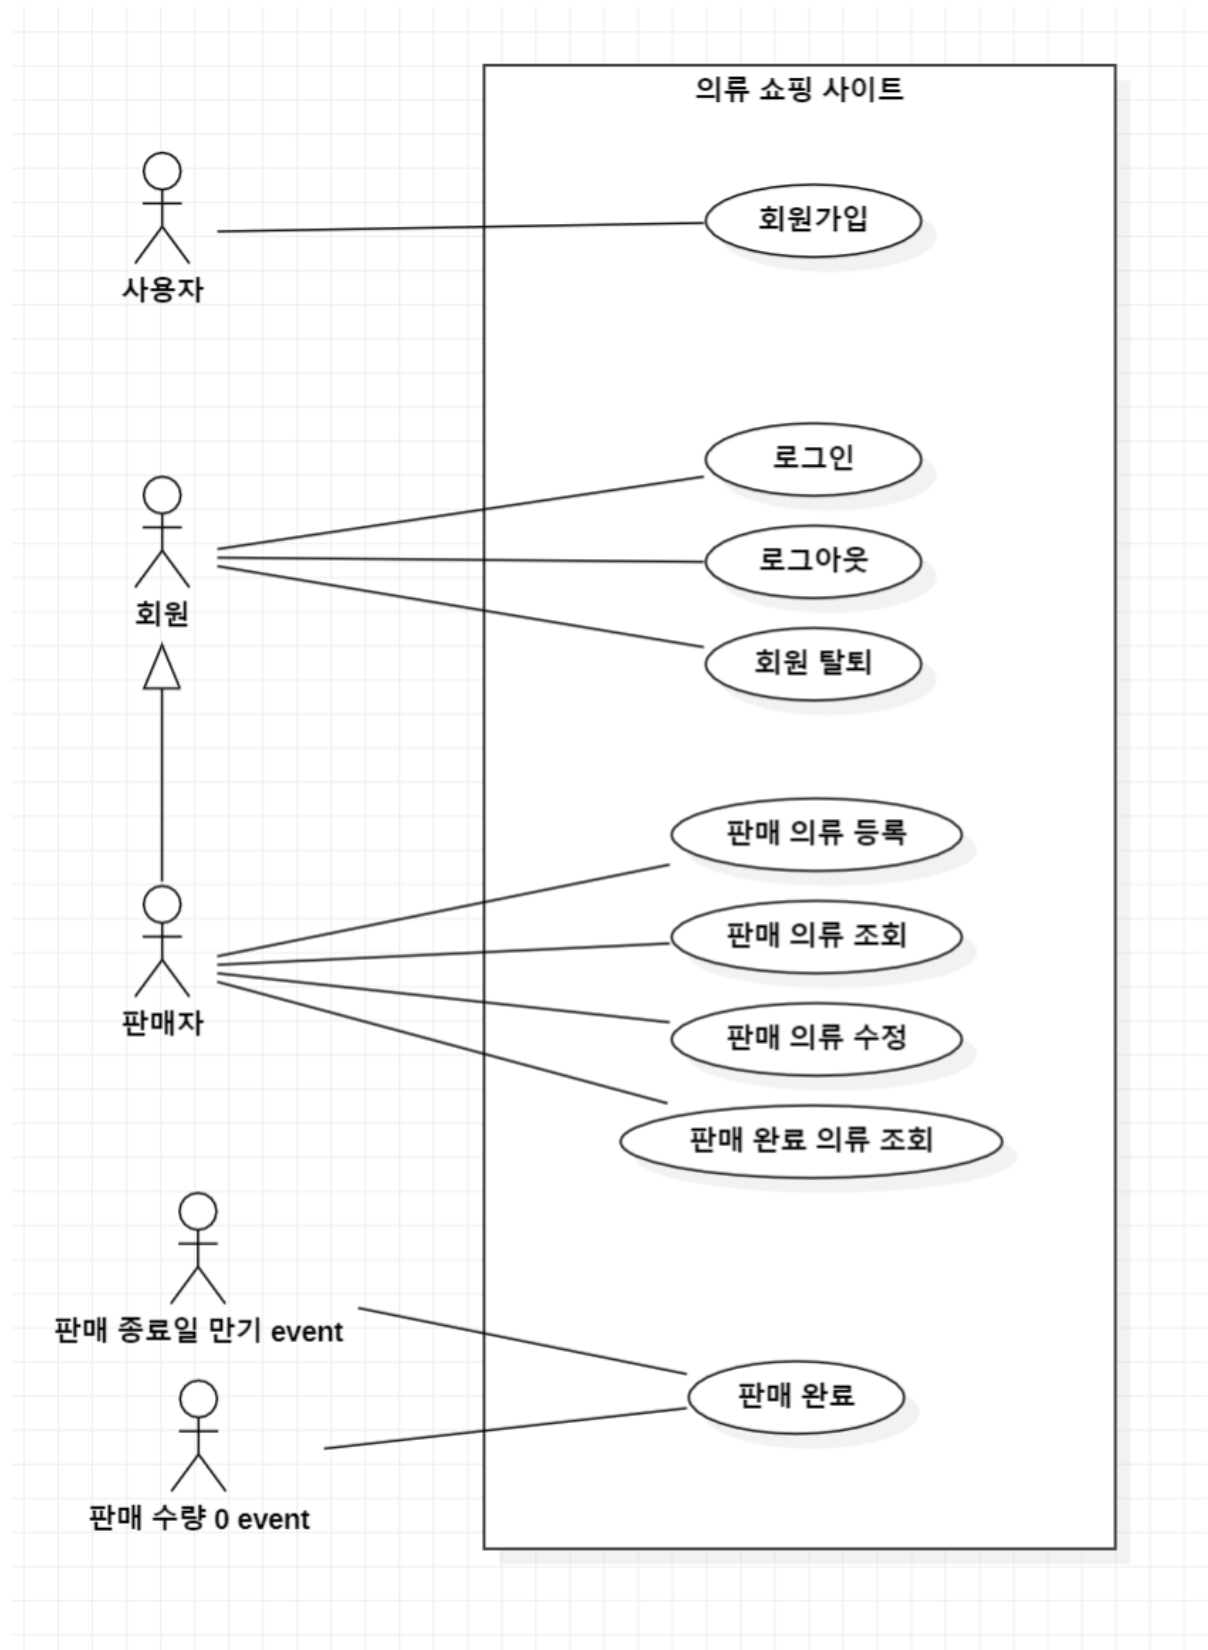 의류 쇼핑 사이트
사용자
회원가입
회원
로그인
로그아웃
회원 탈퇴
판매자
판매 의류 등록
판매 의류 조회
판매 의류 수정
판매 완료 의류 조회
판매 종료일 만기 event
판매 수량 0 event
판매 완료